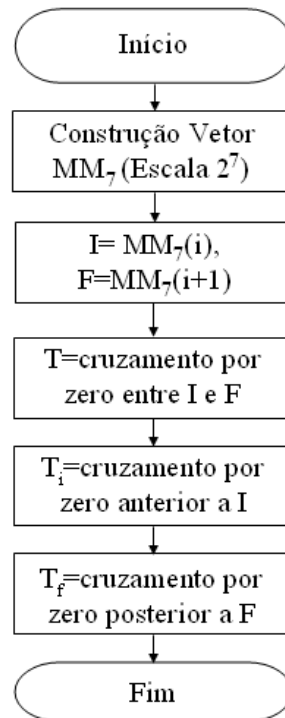 Início
Construção Vetor
MM₇ (Escala 2⁷)
I= MM₇(i),
F=MM₇(i+1)
T=cruzamento por
zero entre I e F
Tᵢ=cruzamento por
zero anterior a I
T_f=cruzamento por
zero posterior a F
Fim